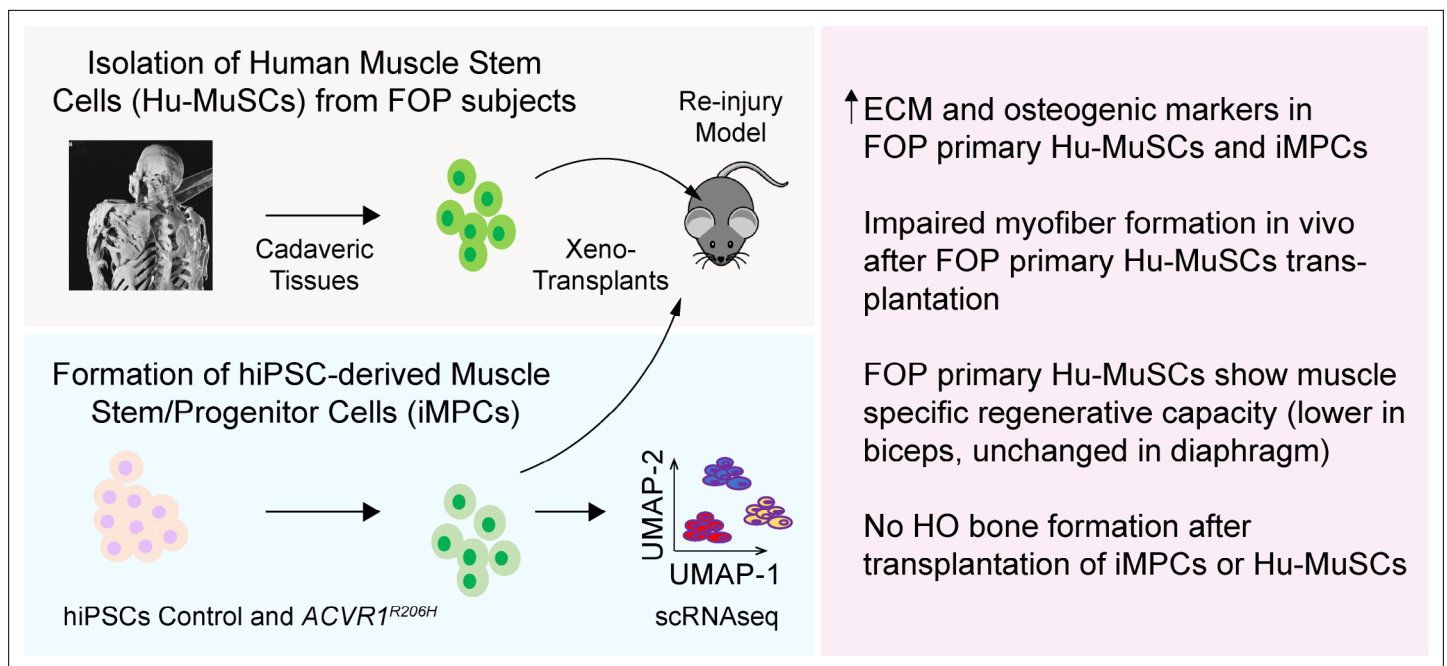 Isolation of Human Muscle Stem
Cells (Hu-MuSCs) from FOP subjects
Re-injury
Model
Cadaveric
Tissues
Xeno-
Transplants
Formation of hiPSC-derived Muscle
Stem/Progenitor Cells (iMPCs)
UMAP-2
UMAP-1
hiPSCs Control and ACVR1R206H
scRNAseq
↑ECM and osteogenic markers in
FOP primary Hu-MuSCs and iMPCs
Impaired myofiber formation in vivo
after FOP primary Hu-MuSCs trans-
plantation
FOP primary Hu-MuSCs show muscle
specific regenerative capacity (lower in
biceps, unchanged in diaphragm)
No HO bone formation after
transplantation of iMPCs or Hu-MuSCs